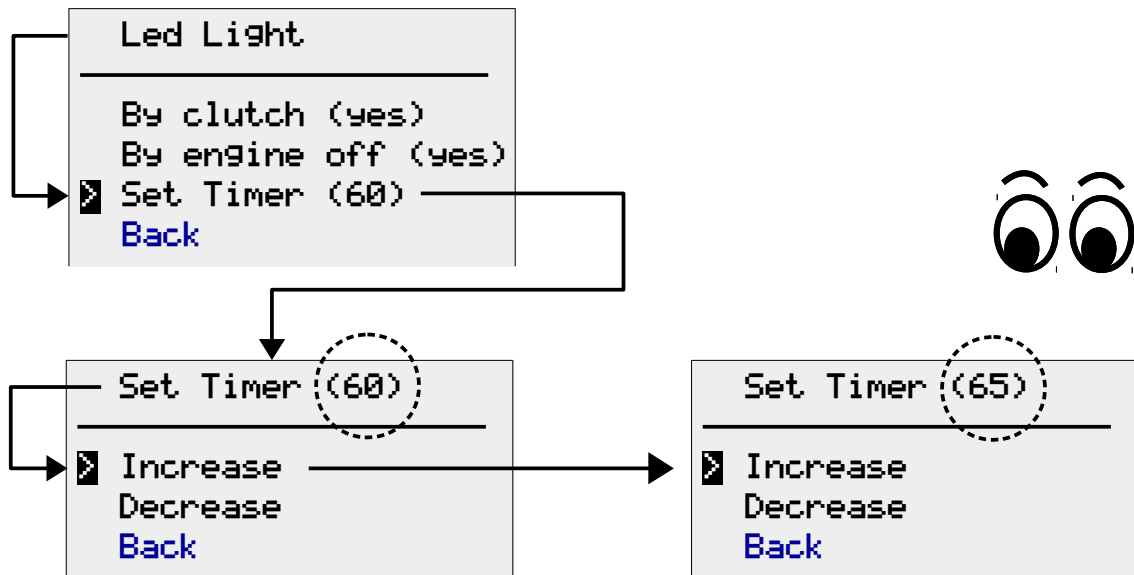 Led Light
By clutch (yes)
By engine off (yes)
> Set Timer (60)
Back
Set Timer (60)
> Increase
Decrease
Back
Set Timer (65)
> Increase
Decrease
Back